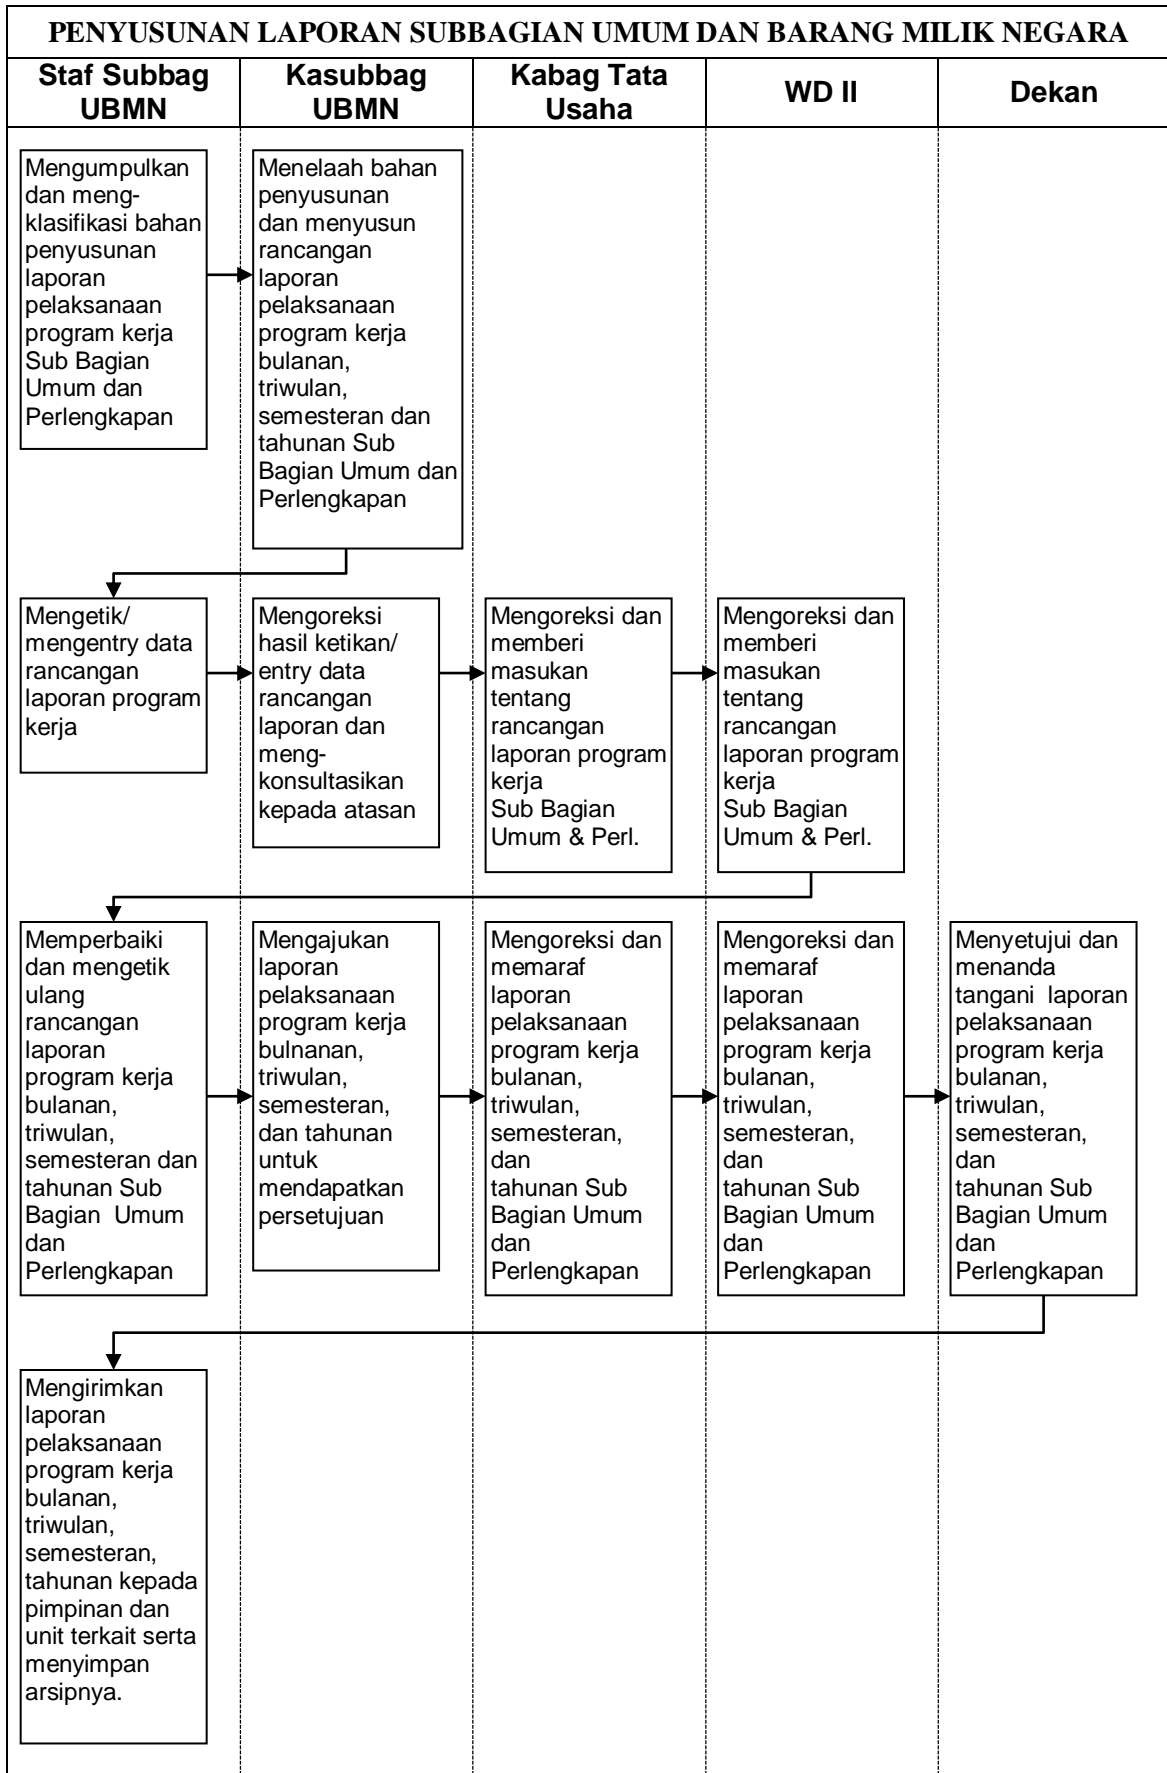 PENYUSUNAN LAPORAN SUBBAGIAN UMUM DAN BARANG MILIK NEGARA
Staf Subbag
UBMN
Kasubbag
UBMN
Kabag Tata
Usaha
WD II
Dekan
Mengumpulkan
dan meng-
klasifikasi bahan
penyusunan
laporan
pelaksanaan
program kerja
Sub Bagian
Umum dan
Perlengkapan
Menelaah bahan
penyusunan
dan menyusun
rancangan
laporan
pelaksanaan
program kerja
bulanan,
triwulan,
semesteran dan
tahunan Sub
Bagian Umum dan
Perlengkapan
Mengetik/
mengentry data
rancangan
laporan program
kerja
Mengoreksi
hasil ketikan/
entry data
rancangan
laporan dan
meng-
konsultasikan
kepada atasan
Mengoreksi dan
memberi
masukan
tentang
rancangan
laporan program
kerja
Sub Bagian
Umum & Perl.
Mengoreksi dan
memberi
masukan
tentang
rancangan
laporan program
kerja
Sub Bagian
Umum & Perl.
Memperbaiki
dan mengetik
ulang
rancangan
laporan
program kerja
bulanan,
triwulan,
semesteran dan
tahunan Sub
Bagian  Umum
dan
Perlengkapan
Mengajukan
laporan
pelaksanaan
program kerja
bulnanan,
triwulan,
semesteran,
dan tahunan
untuk
mendapatkan
persetujuan
Mengoreksi dan
memaraf
laporan
pelaksanaan
program kerja
bulanan,
triwulan,
semesteran,
dan
tahunan Sub
Bagian Umum
dan
Perlengkapan
Mengoreksi dan
memaraf
laporan
pelaksanaan
program kerja
bulanan,
triwulan,
semesteran,
dan
tahunan Sub
Bagian Umum
dan
Perlengkapan
Menyetujui dan
menanda
tangani  laporan
pelaksanaan
program kerja
bulanan,
triwulan,
semesteran,
dan
tahunan Sub
Bagian Umum
dan
Perlengkapan
Mengirimkan
laporan
pelaksanaan
program kerja
bulanan,
triwulan,
semesteran,
tahunan kepada
pimpinan dan
unit terkait serta
menyimpan
arsipnya.